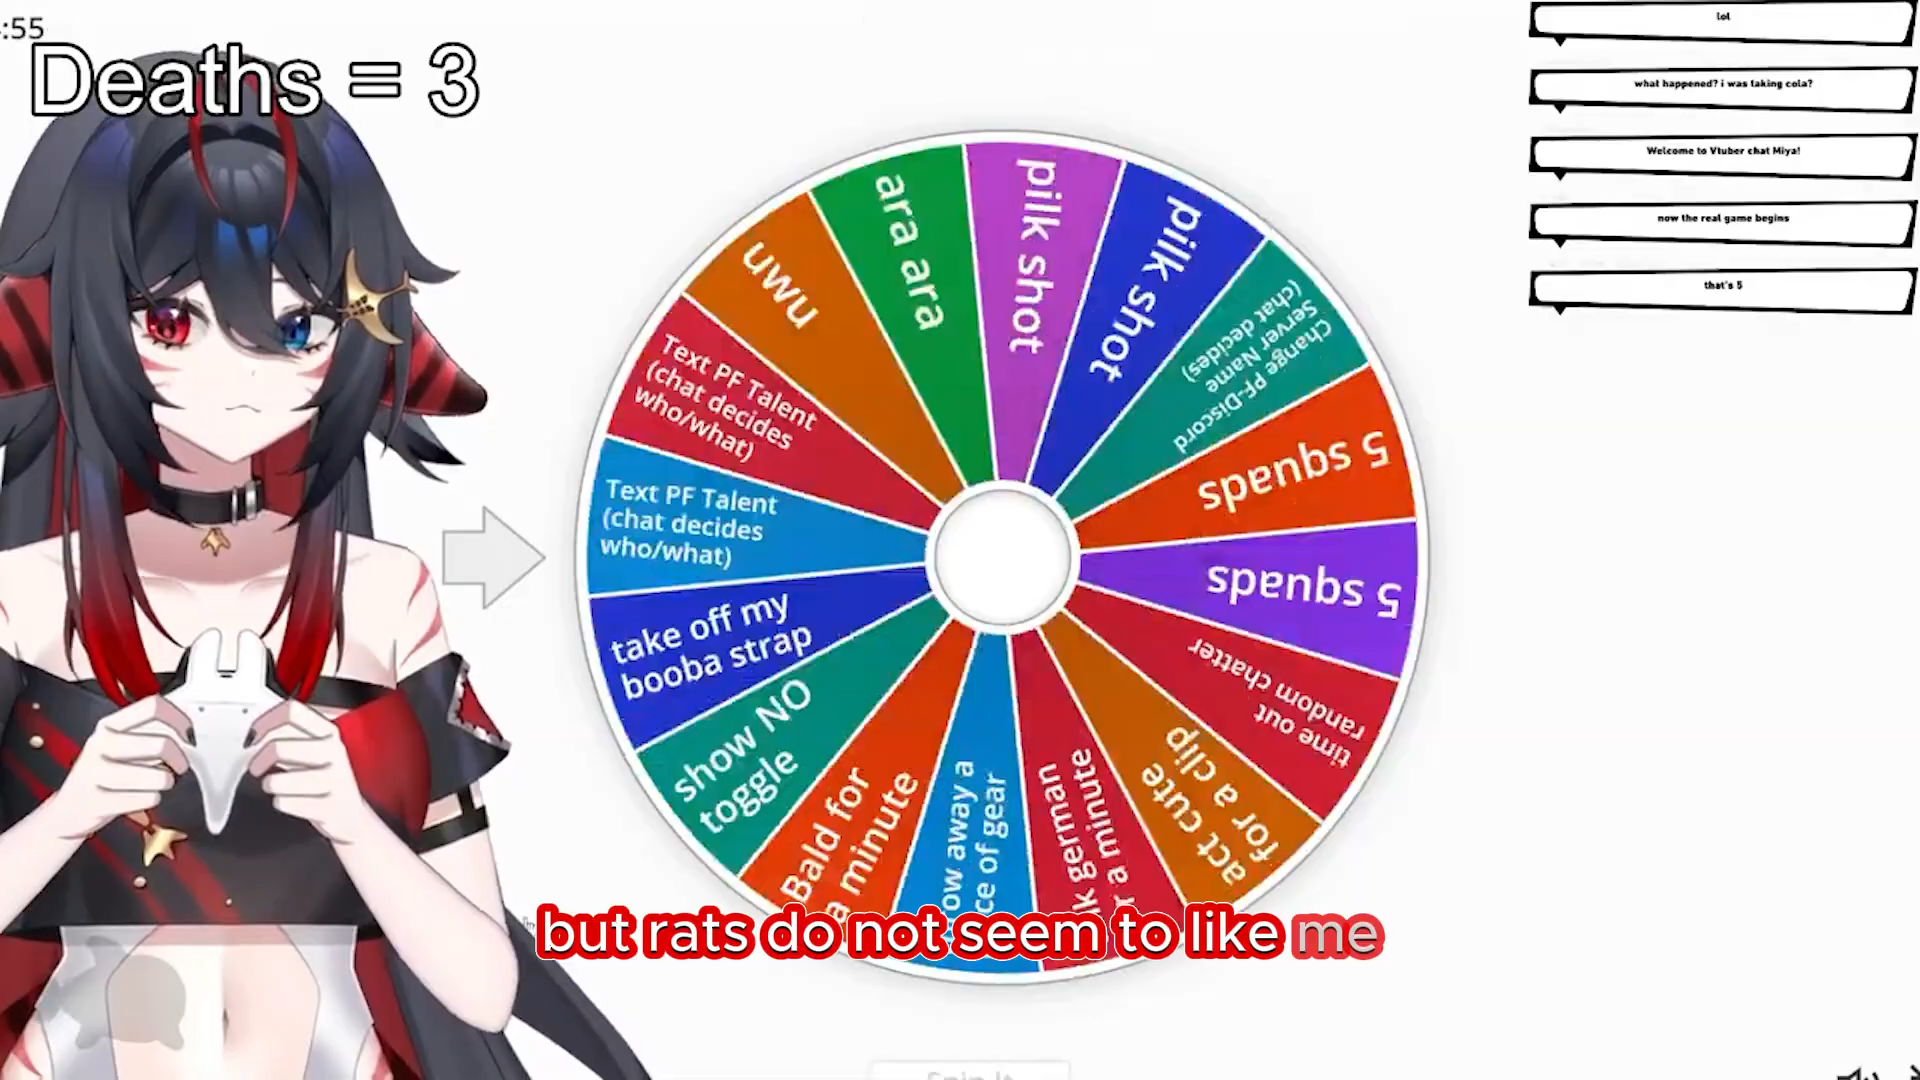 :55
Deaths = 3
lol
what happened? i was taking cola?
Welcome to Vtuber chat Miya!
now the real game begins
that's 5
pilk shot
pilk shot
Change PF-Discord
Server Name
(chat decides)
5 squads
5 squads
time out
random chatter
act cute
for a clip
german
a minute
away a
of gear
Bald for
a minute
show NO
toggle
take off my
booba strap
Text PF Talent
(chat decides
who/what)
Text PF Talent
(chat decides
who/what)
uwu
ara ara
but rats do not seem to like me